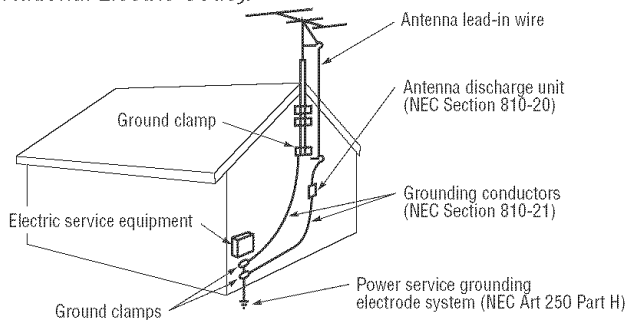 Antenna lead-in wire
Antenna discharge unit
(NEC Section 810-20)
Ground clamp
Grounding conductors
(NEC Section 810-21)
Electric service equipment
Power service grounding
electrode system (NEC Art 250 Part H)
Ground clamps